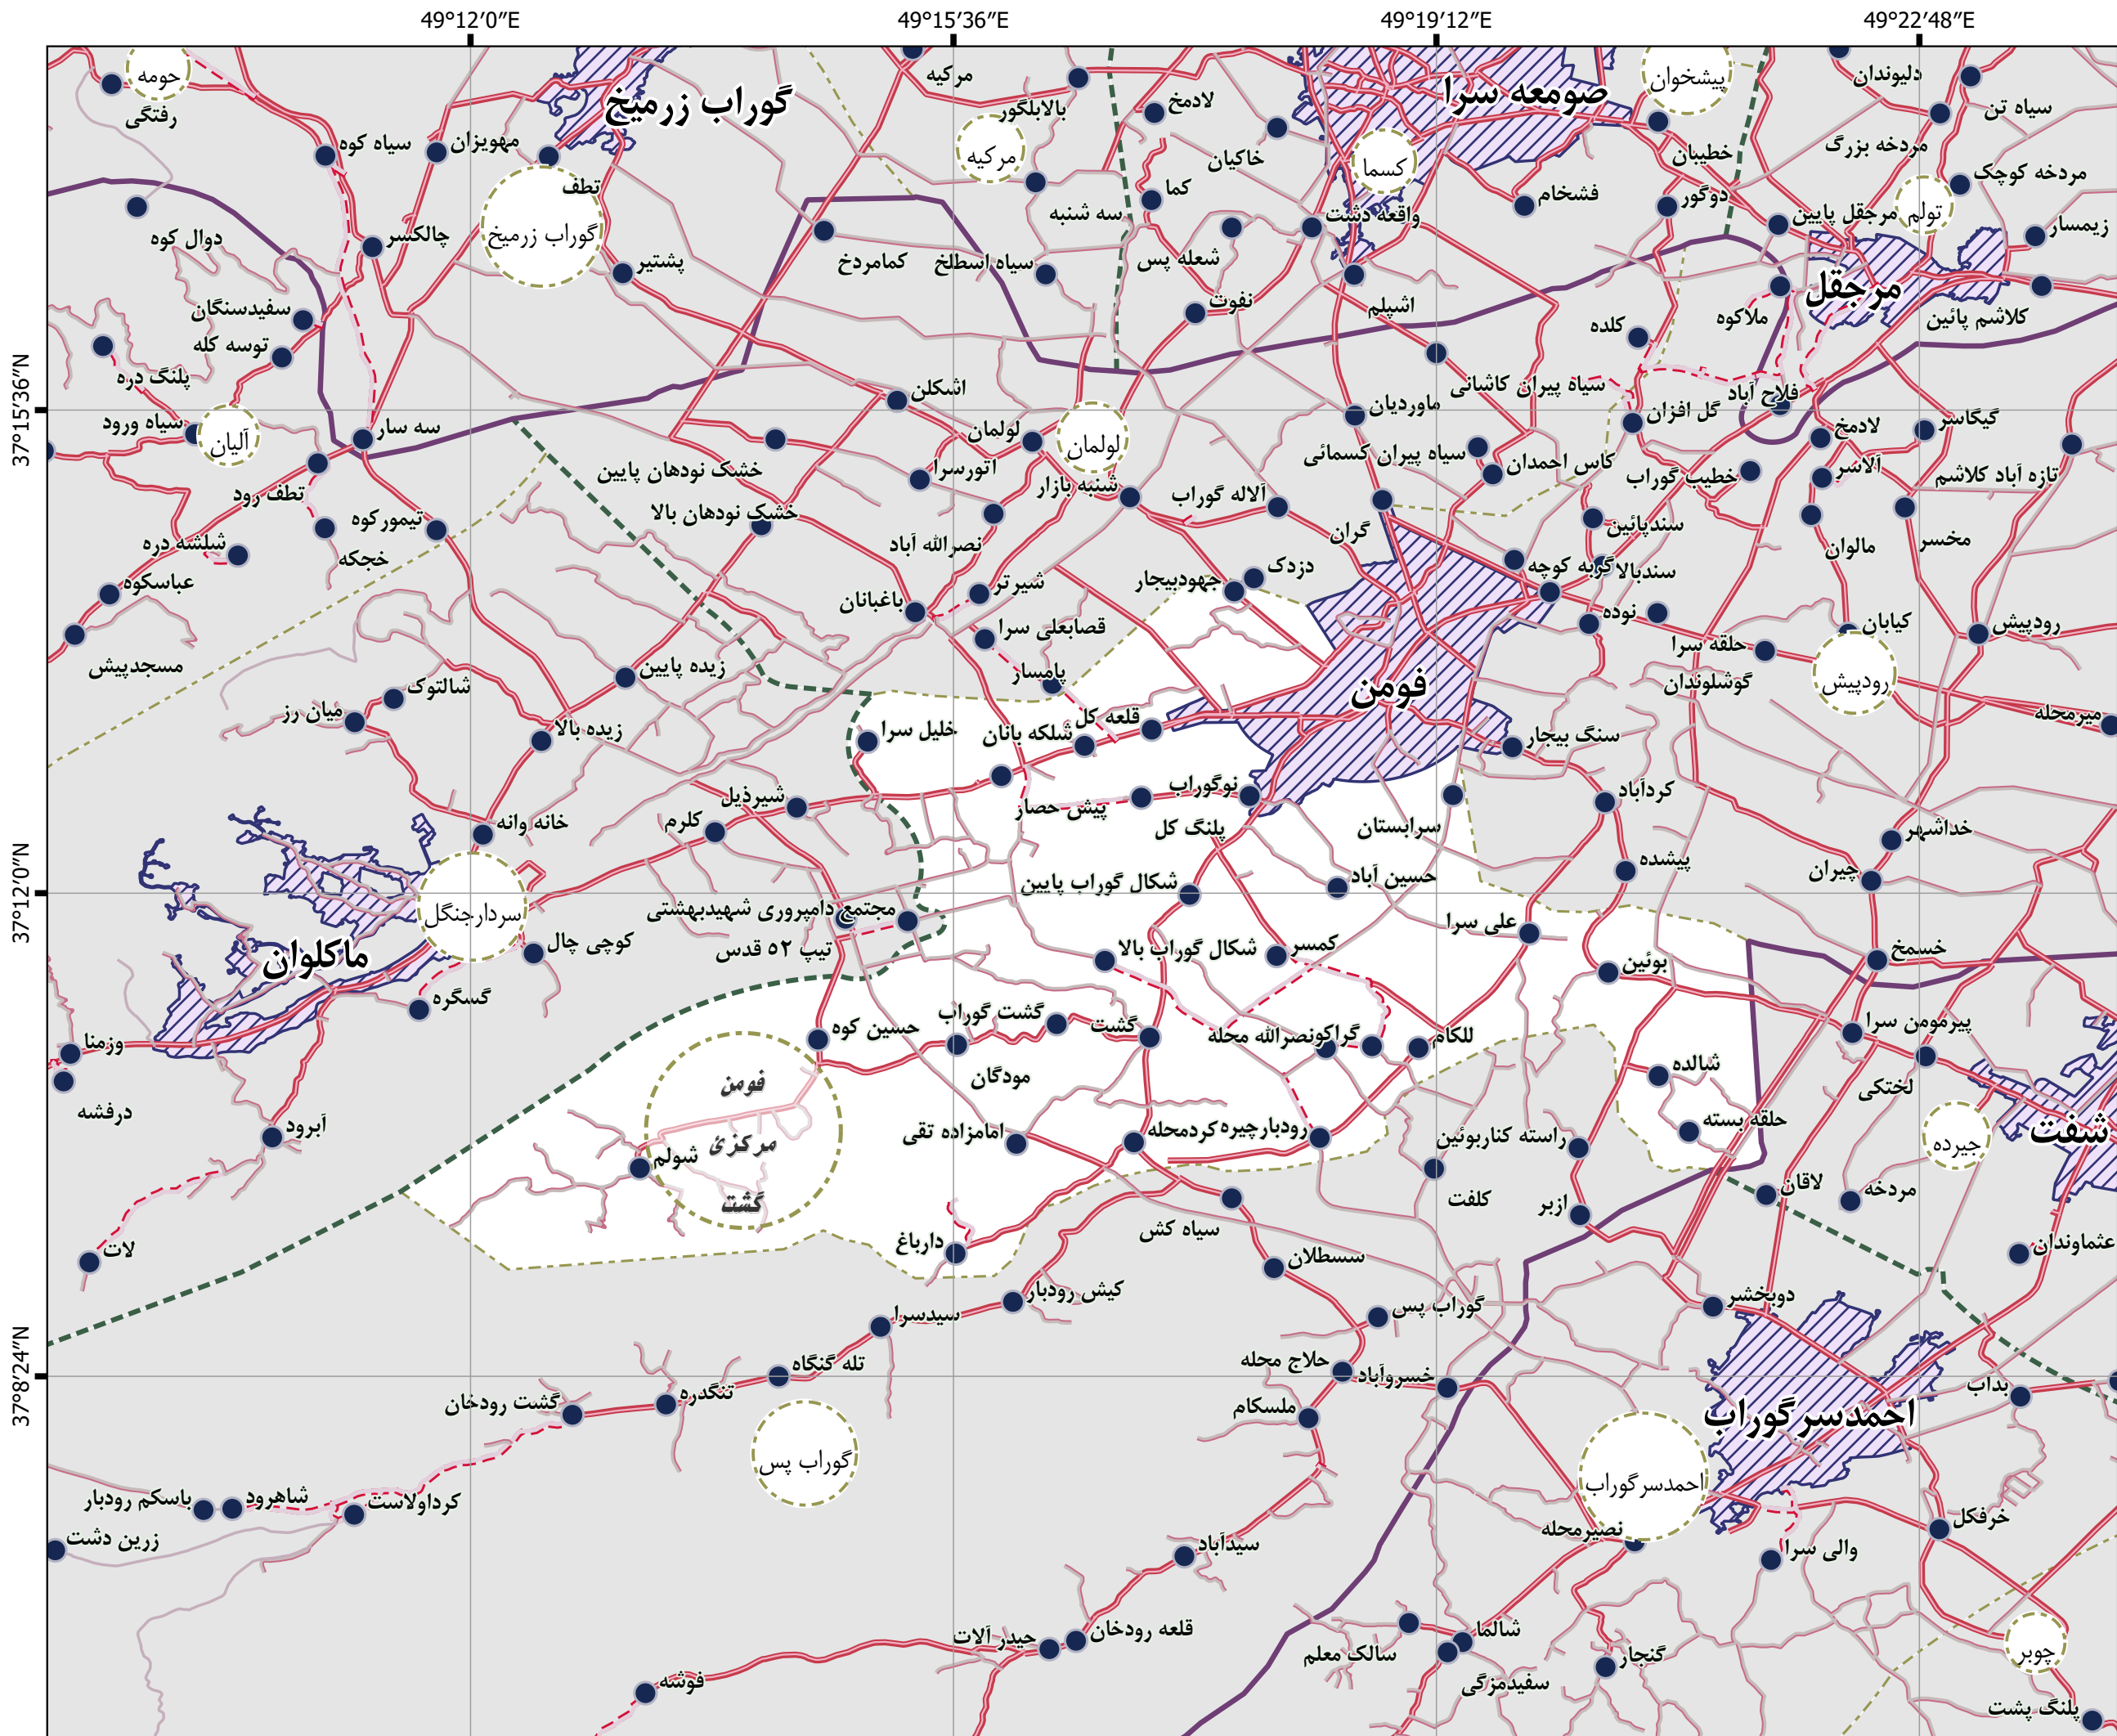 49°12′0″E
49°15′36″E
49°19′12″E
49°22′48″E
37°15′36″N
37°12′0″N
37°8′24″N
حومه
رفتگی
سیاه کوه
مهویزان
گوراب زرمیخ
تطف
گوراب زرمیخ
مرکیه
بالابلگور
مرکیه
لادمخ
خاکیان
کما
سه شنبه
صومعه سرا
کسما
پیشخوان
خطیبان
فشخام
دوگور
دلیوندان
سیاه تن
مردخه بزرگ
مردخه کوچک
تولم
زیمسار
مرجقل پایین
مرجقل
ملاکوه
کلاشم پائین
دوال کوه
چالکسر
پشتیر
کمامردخ
سیاه اسطلخ
شعله پس
واقعه دشت
نفوت
اشپلم
کلده
سفیدسنگان
توسه کله
پلنگ دره
سیاه ورود
آلیان
سه سار
اشکلن
لولمان
لولمان
ماوردیان
سیاه پیران کاشانی
گل افزان
فلاح آباد
لادمخ
گیگاسر
خشک نودهان پایین
اتورسرا
شنبه بازار
آلاله گوراب
سیاه پیران کسمائی
کاس احمدان
خطیب گوراب
آلاسر
تازه آباد کلاشم
تطف رود
تیمورکوه
خشک نودهان بالا
نصرالله آباد
گران
سندپائین
مالوان
مخسر
شلشه دره
خجکه
عباسکوه
باغبانان
شیرتر
جهودبیجار
دزدک
گربه کوچه
سندبالا
نوده
کیابان
رودپیش
مسجدپیش
قصابعلی سرا
پامسار
حلقه سرا
گوشلوندان
رودپیش
میرمحله
شالتوک
میان رز
زیده پایین
زیده بالا
خلیل سرا
شلکه بانان
قلعه کل
فومن
سنگ بیجار
کردآباد
خانه وانه
کلرم
شیرذیل
پیش حصار
نوگوراب
پلنگ کل
سرابستان
خداشهر
پیشده
چیران
سردارجنگل
ماکلوان
کوچی چال
گسگره
مجتمع دامپروری شهیدبهشتی
تیپ ۵۲ قدس
شکال گوراب پایین
حسین آباد
شکال گوراب بالا
کمسر
علی سرا
بوئین
خسمخ
وزمنا
درفشه
آبرود
حسین کوه
گشت گوراب
گشت
مودگان
نصرالله محله
گراکو
للکام
شالده
پیرمومن سرا
لختکی
فومن
مرکزی
گشت
شولم
امامزاده تقی
کردمحله
رودبارچیره
راسته کناربوئین
حلقه بسته
جیرده
شفت
لات
دارباغ
سیاه کش
کلفت
ازبر
لاقان
مردخه
عثماوندان
کیش رودبار
سیدسرا
سسطلان
گوراب پس
دوبخشر
تله گنگاه
حلاج محله
خسروآباد
بداب
گشت رودخان
تنگدره
ملسکام
احمدسرگوراب
گوراب پس
احمدسرگوراب
باسکم رودبار
شاهرود
کرداولاست
زرین دشت
نصیرمحله
والی سرا
خرفکل
سیدآباد
حیدرآلات
قلعه رودخان
فوشه
سالک معلم
شالما
سفیدمزگی
گنجار
چوبر
پلنگ پشت